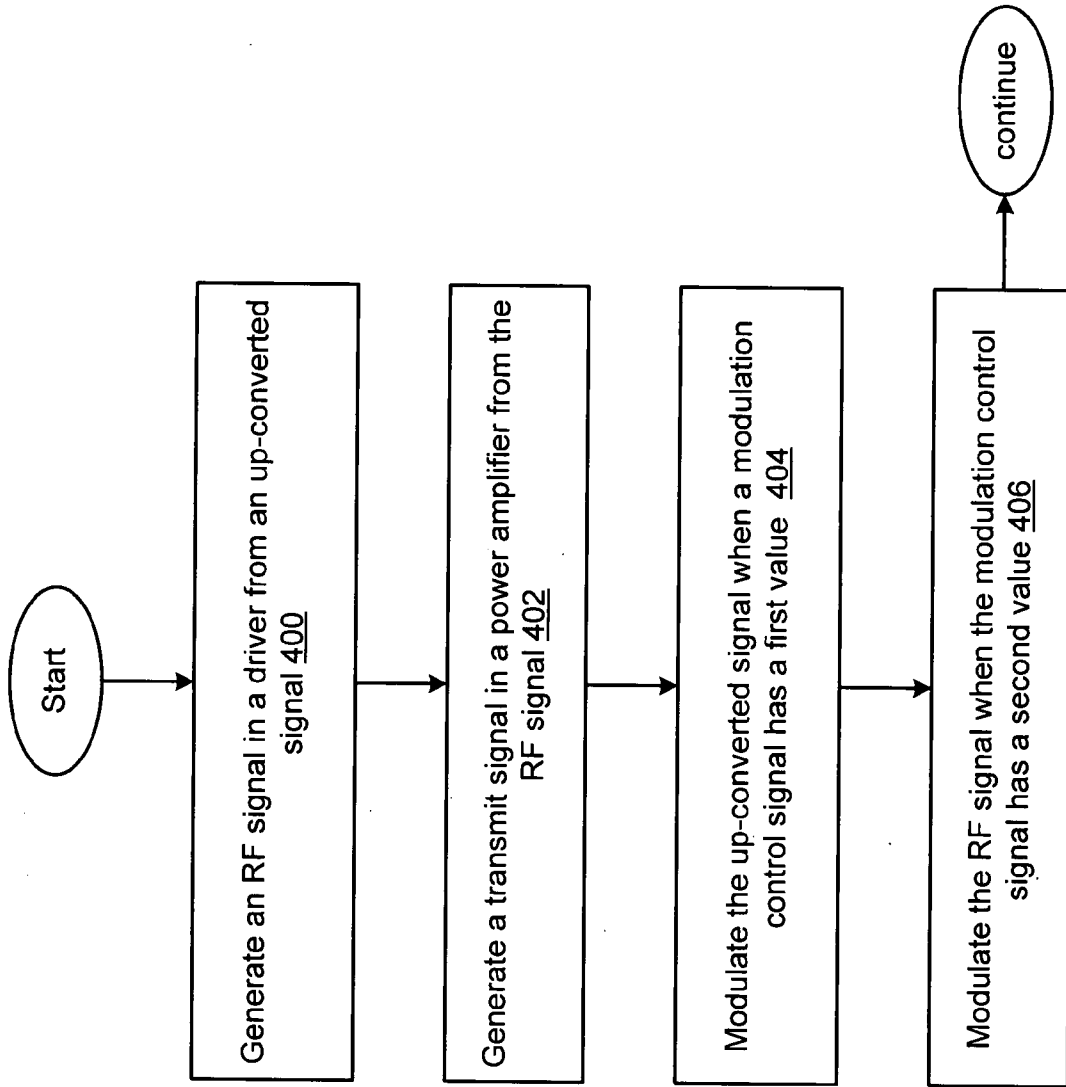 Start
Generate an RF signal in a driver from an up-converted
signal 400
Generate a transmit signal in a power amplifier from the
RF signal 402
Modulate the up-converted signal when a modulation
control signal has a first value 404
Modulate the RF signal when the modulation control
signal has a second value 406
continue